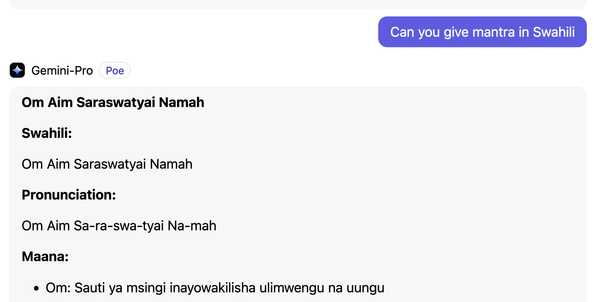 Can you give mantra in Swahili
Gemini-Pro Poe
Om Aim Saraswatyai Namah
Swahili:
Om Aim Saraswatyai Namah
Pronunciation:
Om Aim Sa-ra-swa-tyai Na-mah
Maana:
• Om: Sauti ya msingi inayowakilisha ulimwengu na uungu